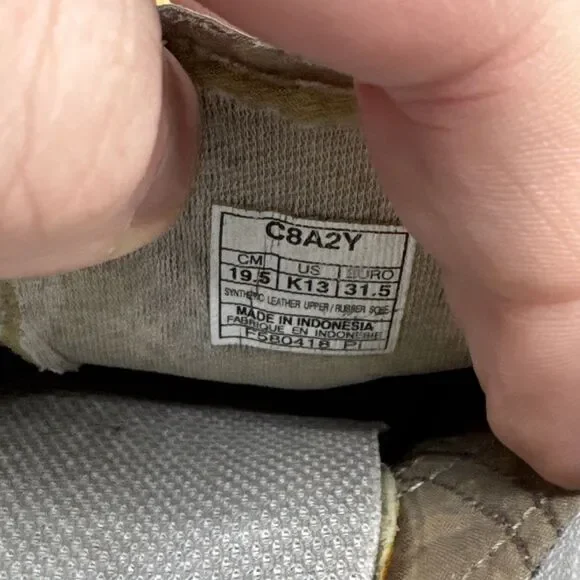 C8A2Y
CM US EURO
19.5 K13 31.5
SYNTHETIC LEATHER UPPER / RUBBER SOLE
MADE IN INDONESIA
FABRIQUE EN INDONESIE
F580418 PI